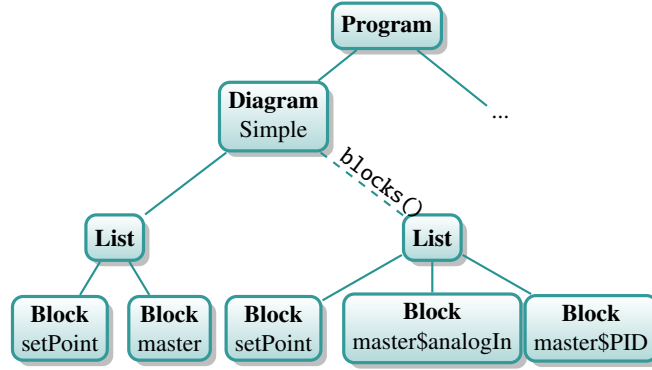 Program
Diagram
Simple
...
blocks()
List
List
Block
setPoint
Block
master
Block
setPoint
Block
master$analogIn
Block
master$PID